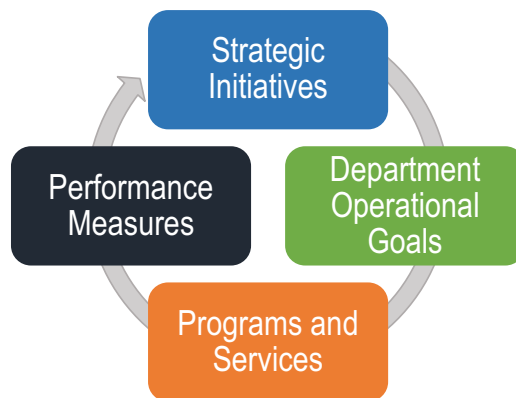 Strategic
Initiatives
Department
Operational
Goals
Programs and
Services
Performance
Measures